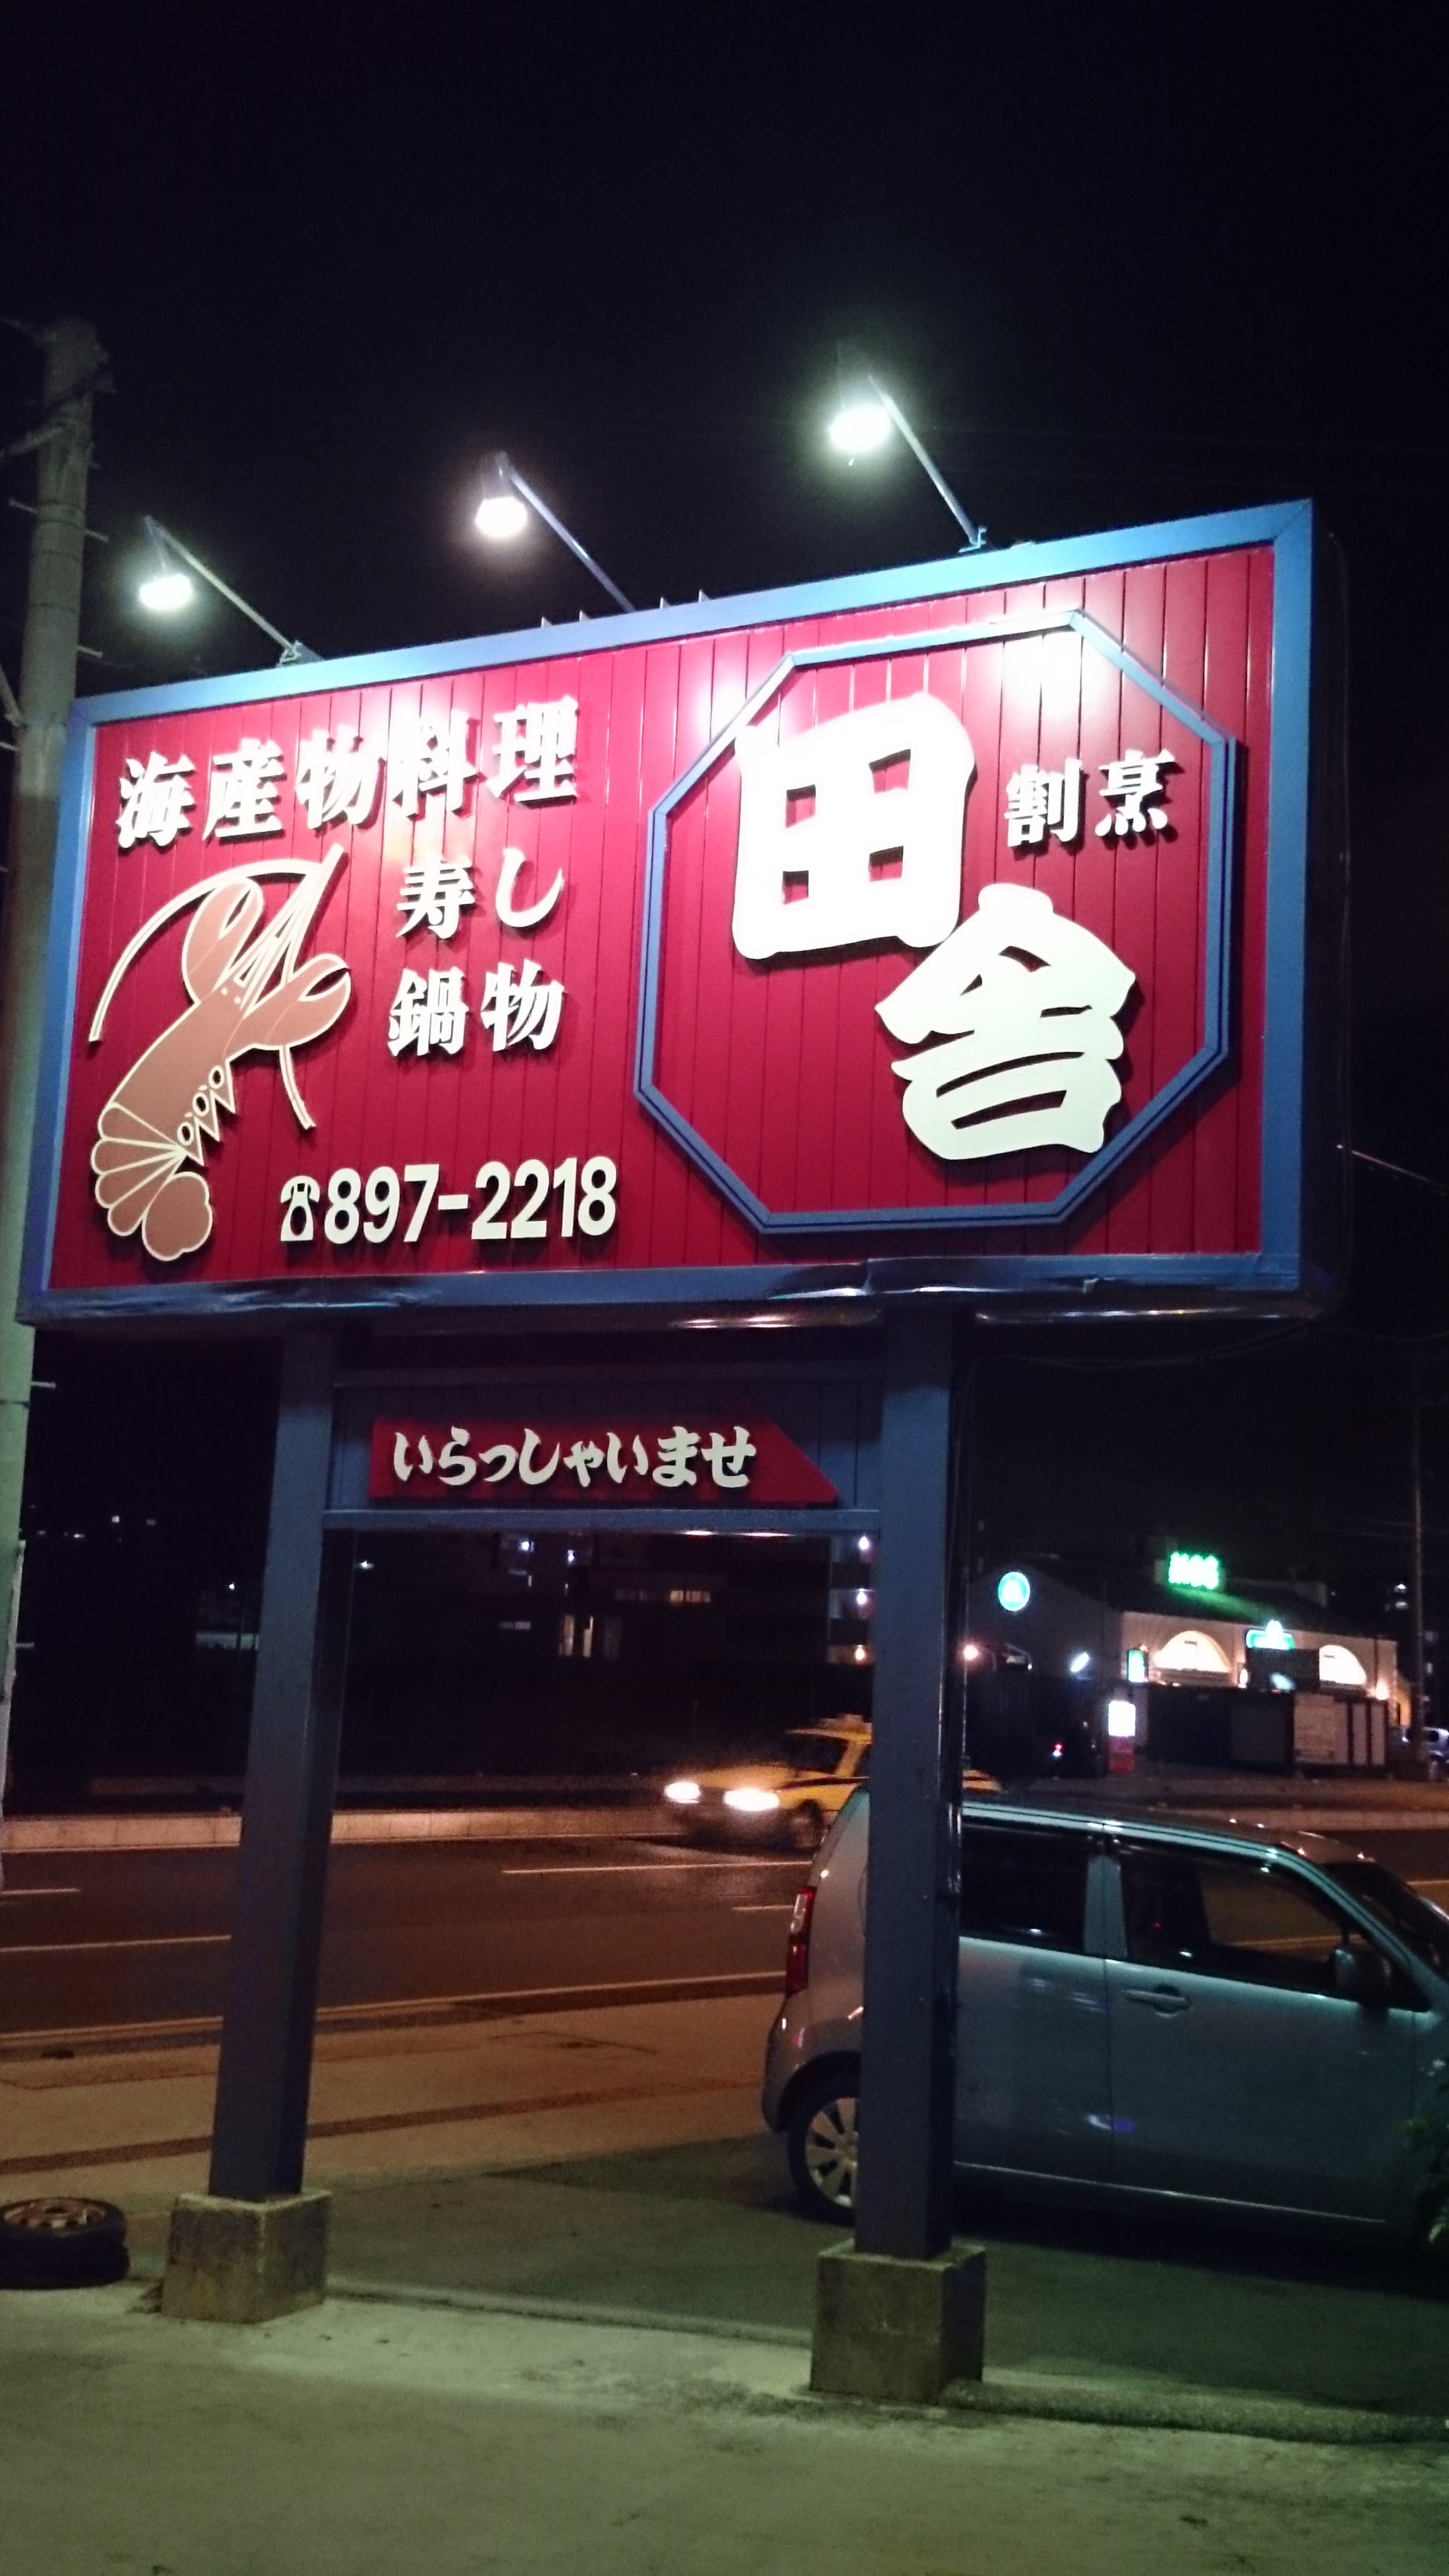 海産物料理
寿し
鍋物
☎897-2218
割烹
田舎
いらっしゃいませ
MOS